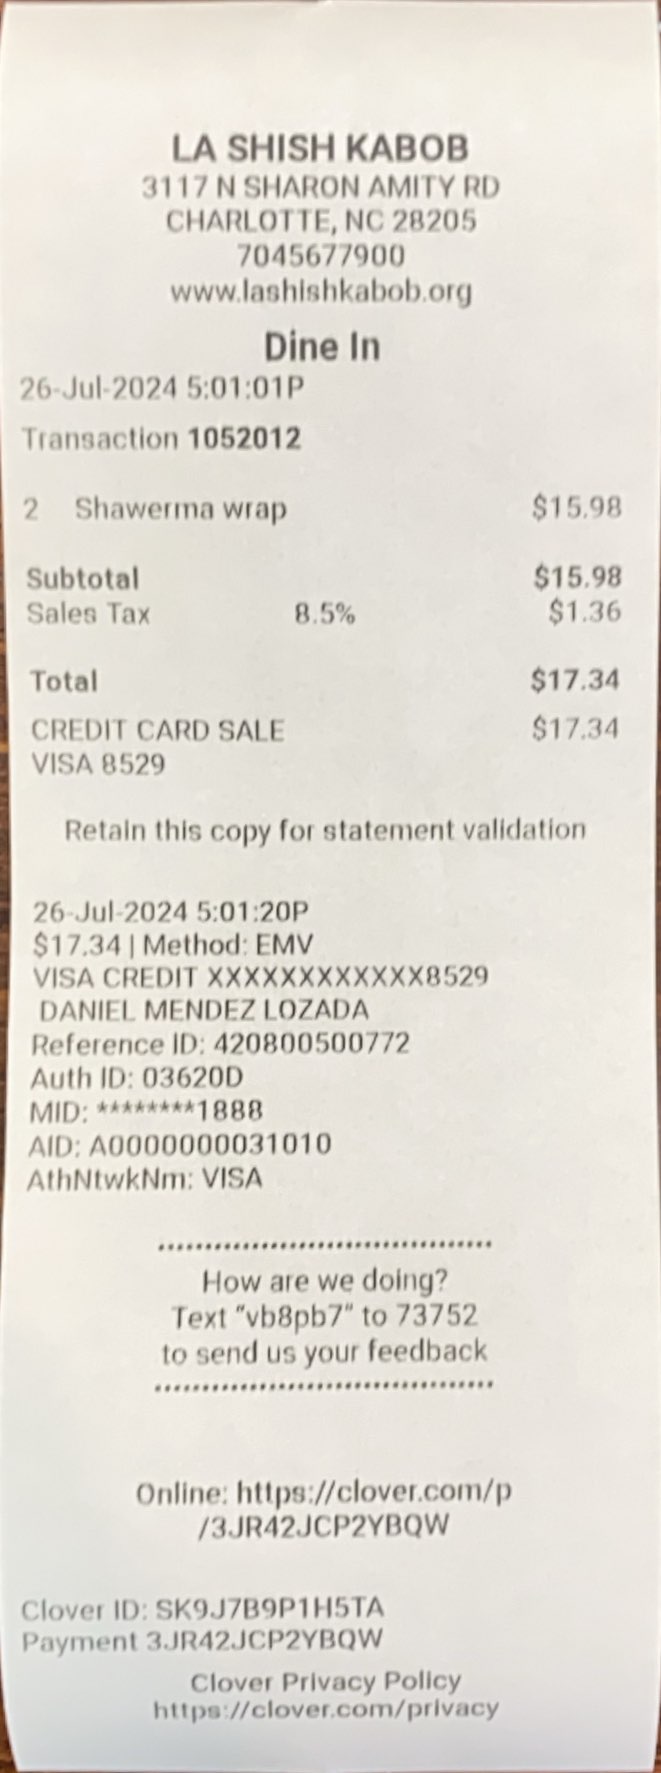 LA SHISH KABOB
3117 N SHARON AMITY RD
CHARLOTTE, NC 28205
7045677900
www.lashishkabob.org
Dine In
26-Jul-2024 5:01:01P
Transaction 1052012
2 Shawerma wrap $15.98
Subtotal $15.98
Sales Tax 8.5% $1.36
Total $17.34
CREDIT CARD SALE $17.34
VISA 8529
Retain this copy for statement validation
26-Jul-2024 5:01:20P
$17.34 | Method: EMV
VISA CREDIT XXXXXXXXXXXX8529
DANIEL MENDEZ LOZADA
Reference ID: 420800500772
Auth ID: 03620D
MID: ********1888
AID: A0000000031010
AthNtwkNm: VISA
How are we doing?
Text "vb8pb7" to 73752
to send us your feedback
Online: https://clover.com/p
/3JR42JCP2YBQW
Clover ID: SK9J7B9P1H5TA
Payment 3JR42JCP2YBQW
Clover Privacy Policy
https://clover.com/privacy